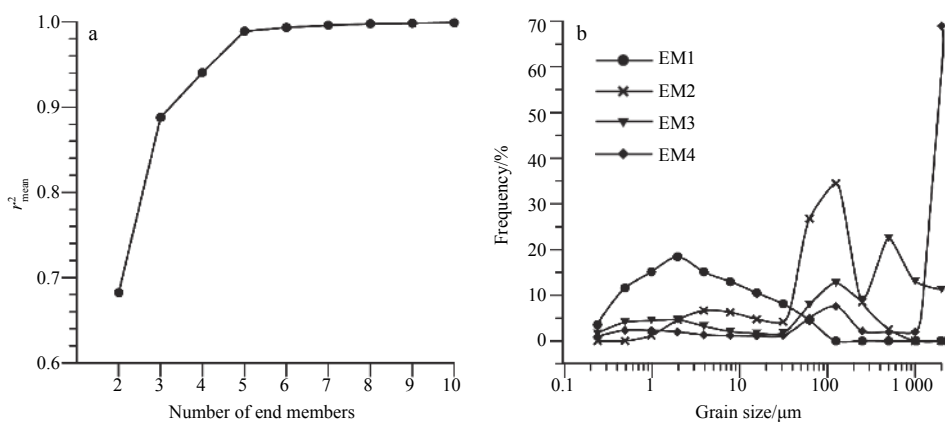 a
1.0
0.9
0.8
0.7
0.6
r²mean
2 3 4 5 6 7 8 9 10
Number of end members
b
70
60
50
40
30
20
10
0
Frequency/%
EM1
EM2
EM3
EM4
0.1 1 10 100 1 000
Grain size/μm